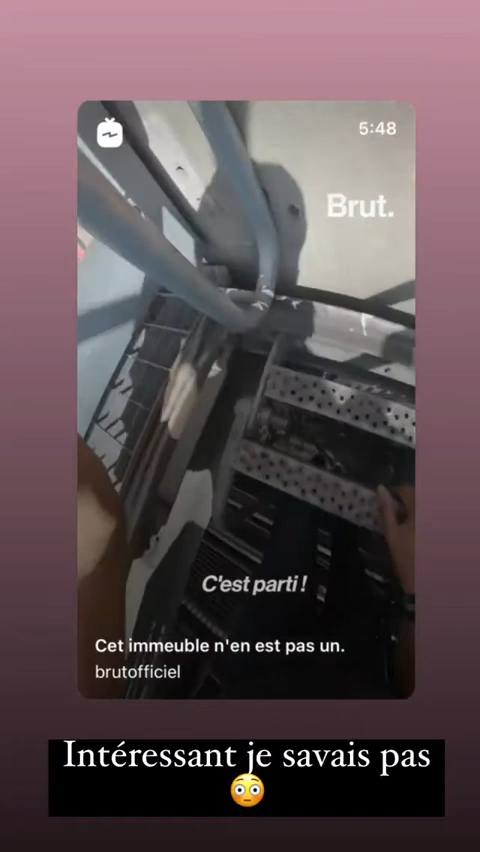 5:48
Brut.
C'est parti !
Cet immeuble n'en est pas un.
brutofficiel
Intéressant je savais pas
😳